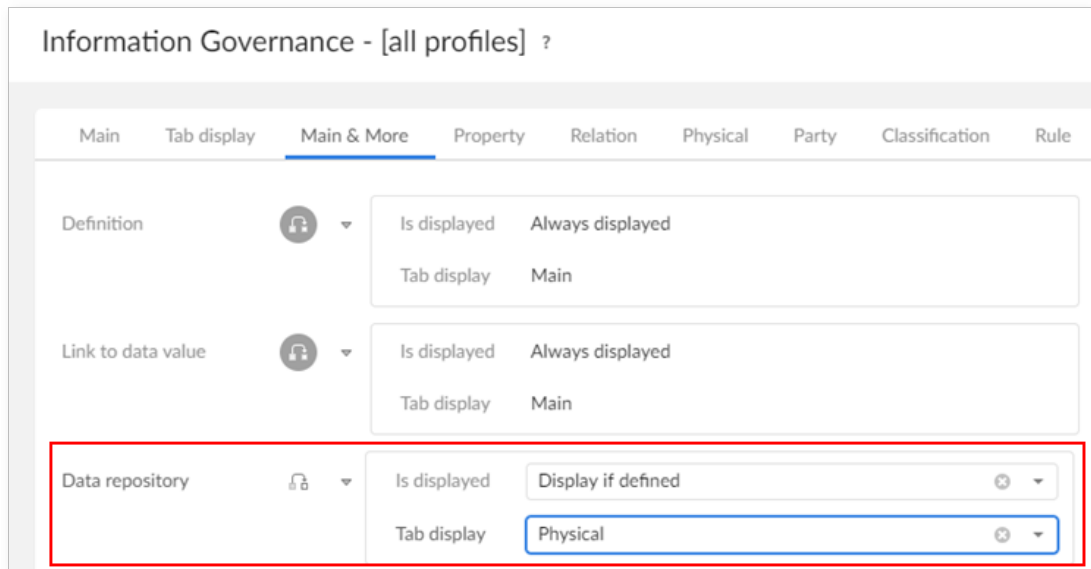 Information Governance - [all profiles] ?
Main Tab display Main & More Property Relation Physical Party Classification Rule
Definition Is displayed Always displayed
Tab display Main
Link to data value Is displayed Always displayed
Tab display Main
Data repository Is displayed Display if defined
Tab display Physical